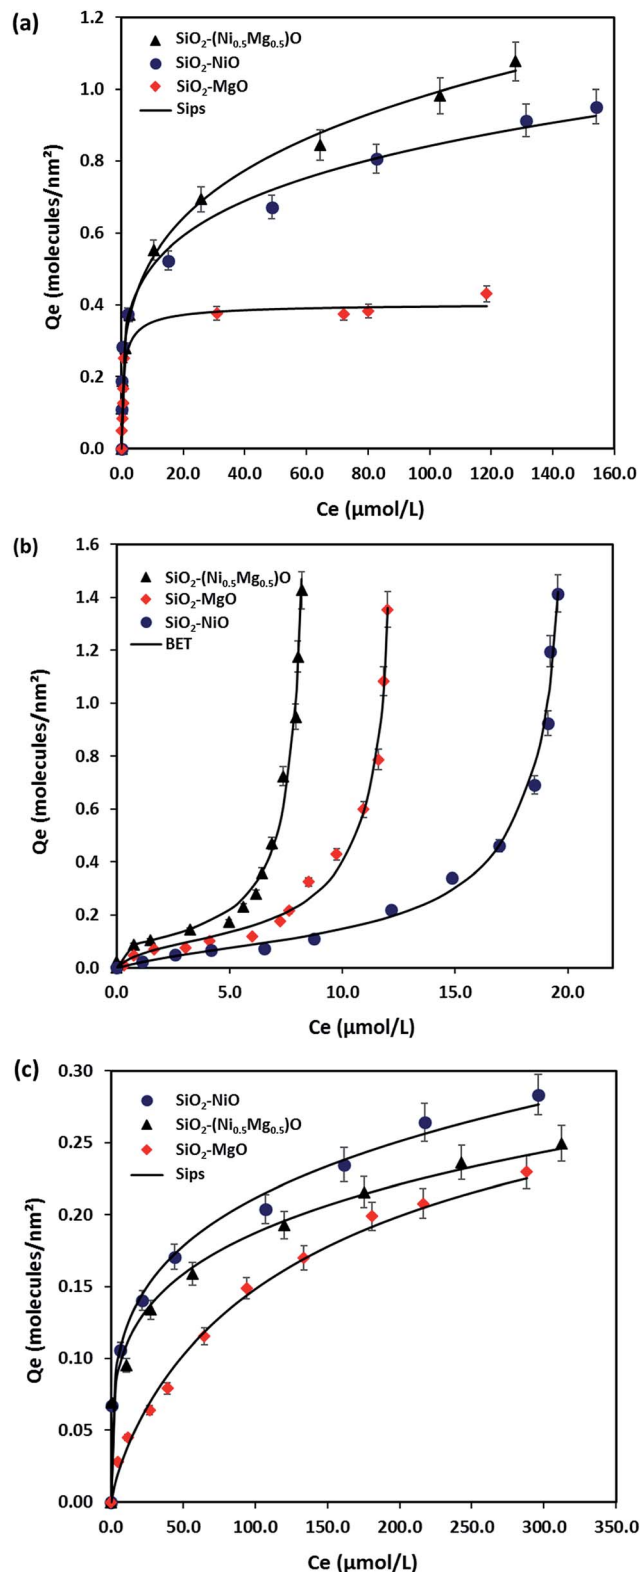 (a)
1.2
1.0
0.8
0.6
0.4
0.2
0.0
Qe (molecules/nm²)
SiO₂-(Ni₀.₅Mg₀.₅)O
SiO₂-NiO
SiO₂-MgO
Sips
0.0 20.0 40.0 60.0 80.0 100.0 120.0 140.0 160.0
Ce (µmol/L)
(b)
1.6
1.4
1.2
1.0
0.8
0.6
0.4
0.2
0.0
Qe (molecules/nm²)
SiO₂-(Ni₀.₅Mg₀.₅)O
SiO₂-MgO
SiO₂-NiO
BET
0.0 5.0 10.0 15.0 20.0
Ce (µmol/L)
(c)
0.30
0.25
0.20
0.15
0.10
0.05
0.00
Qe (molecules/nm²)
SiO₂-NiO
SiO₂-(Ni₀.₅Mg₀.₅)O
SiO₂-MgO
Sips
0.0 50.0 100.0 150.0 200.0 250.0 300.0 350.0
Ce (µmol/L)